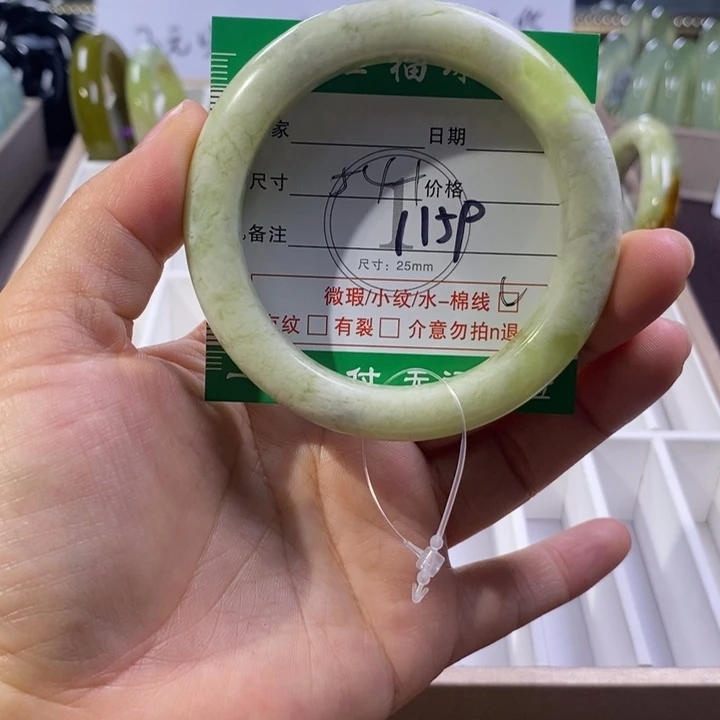 福
家 日期
尺寸 541 价格
115P
备注
1
尺寸：25mm
微瑕/小纹/水-棉线
纹 有裂 介意勿拍n退